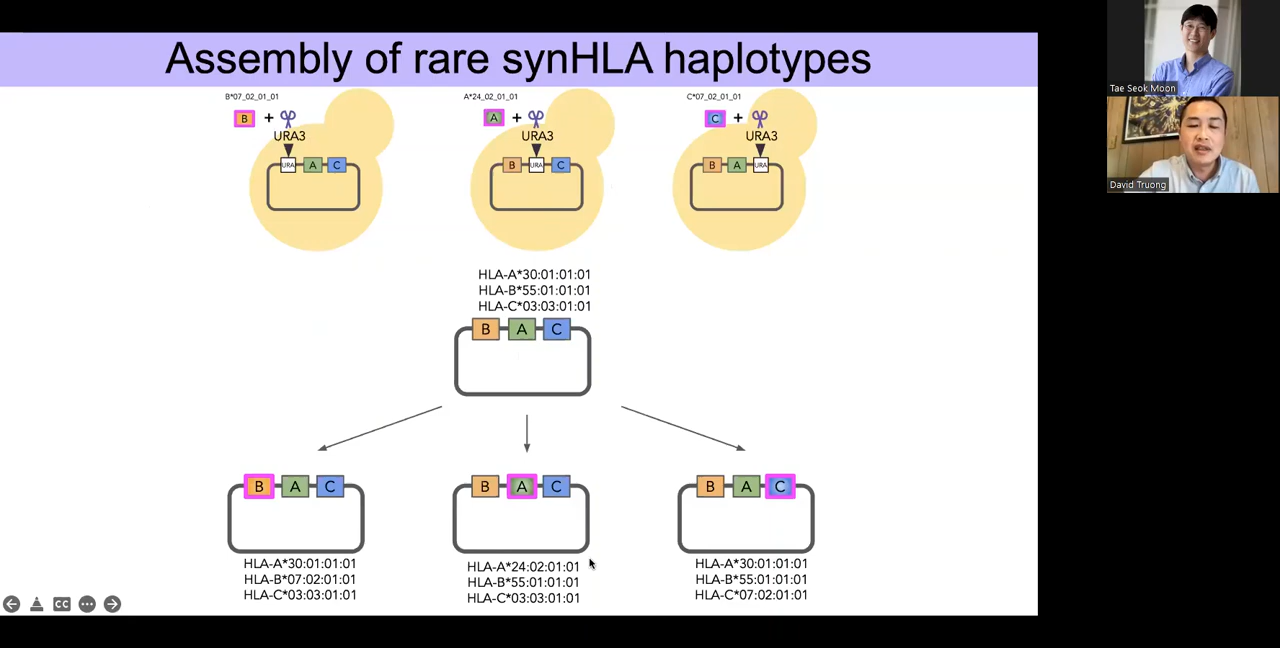 Assembly of rare synHLA haplotypes
B*07_02_01_01
B + URA3
URA A C
A*24_02_01_01
A + URA3
B URA C
C*07_02_01_01
C + URA3
B A URA
HLA-A*30:01:01:01
HLA-B*55:01:01:01
HLA-C*03:03:01:01
B A C
B A C
HLA-A*30:01:01:01
HLA-B*07:02:01:01
HLA-C*03:03:01:01
B A C
HLA-A*24:02:01:01
HLA-B*55:01:01:01
HLA-C*03:03:01:01
B A C
HLA-A*30:01:01:01
HLA-B*55:01:01:01
HLA-C*07:02:01:01
CC
Tae Seok Moon
David Truong